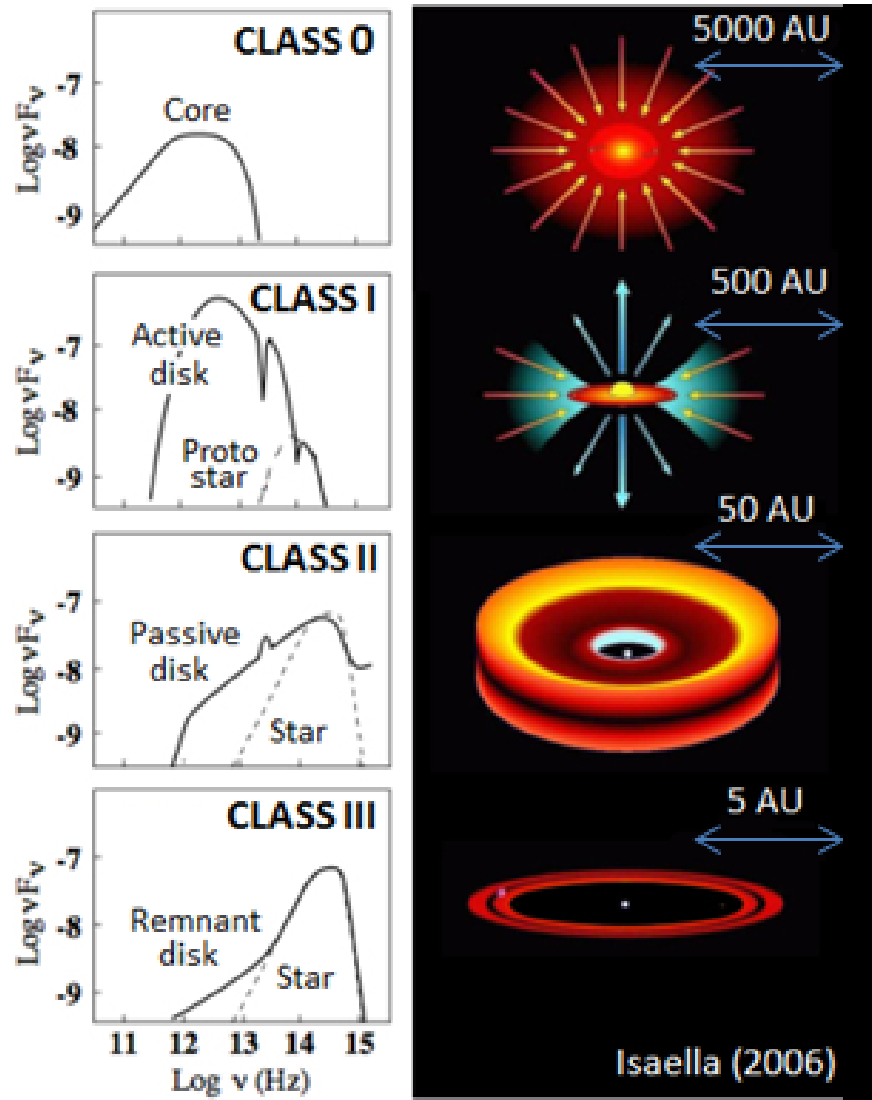 CLASS 0
5000 AU
Core
-7
-8
-9
Log νFν
CLASS I
500 AU
Active
disk
Proto
star
-7
-8
-9
Log νFν
CLASS II
50 AU
Passive
disk
Star
-7
-8
-9
Log νFν
CLASS III
5 AU
Remnant
disk
Star
-7
-8
-9
Log νFν
11 12 13 14 15
Log ν (Hz)
Isaella (2006)